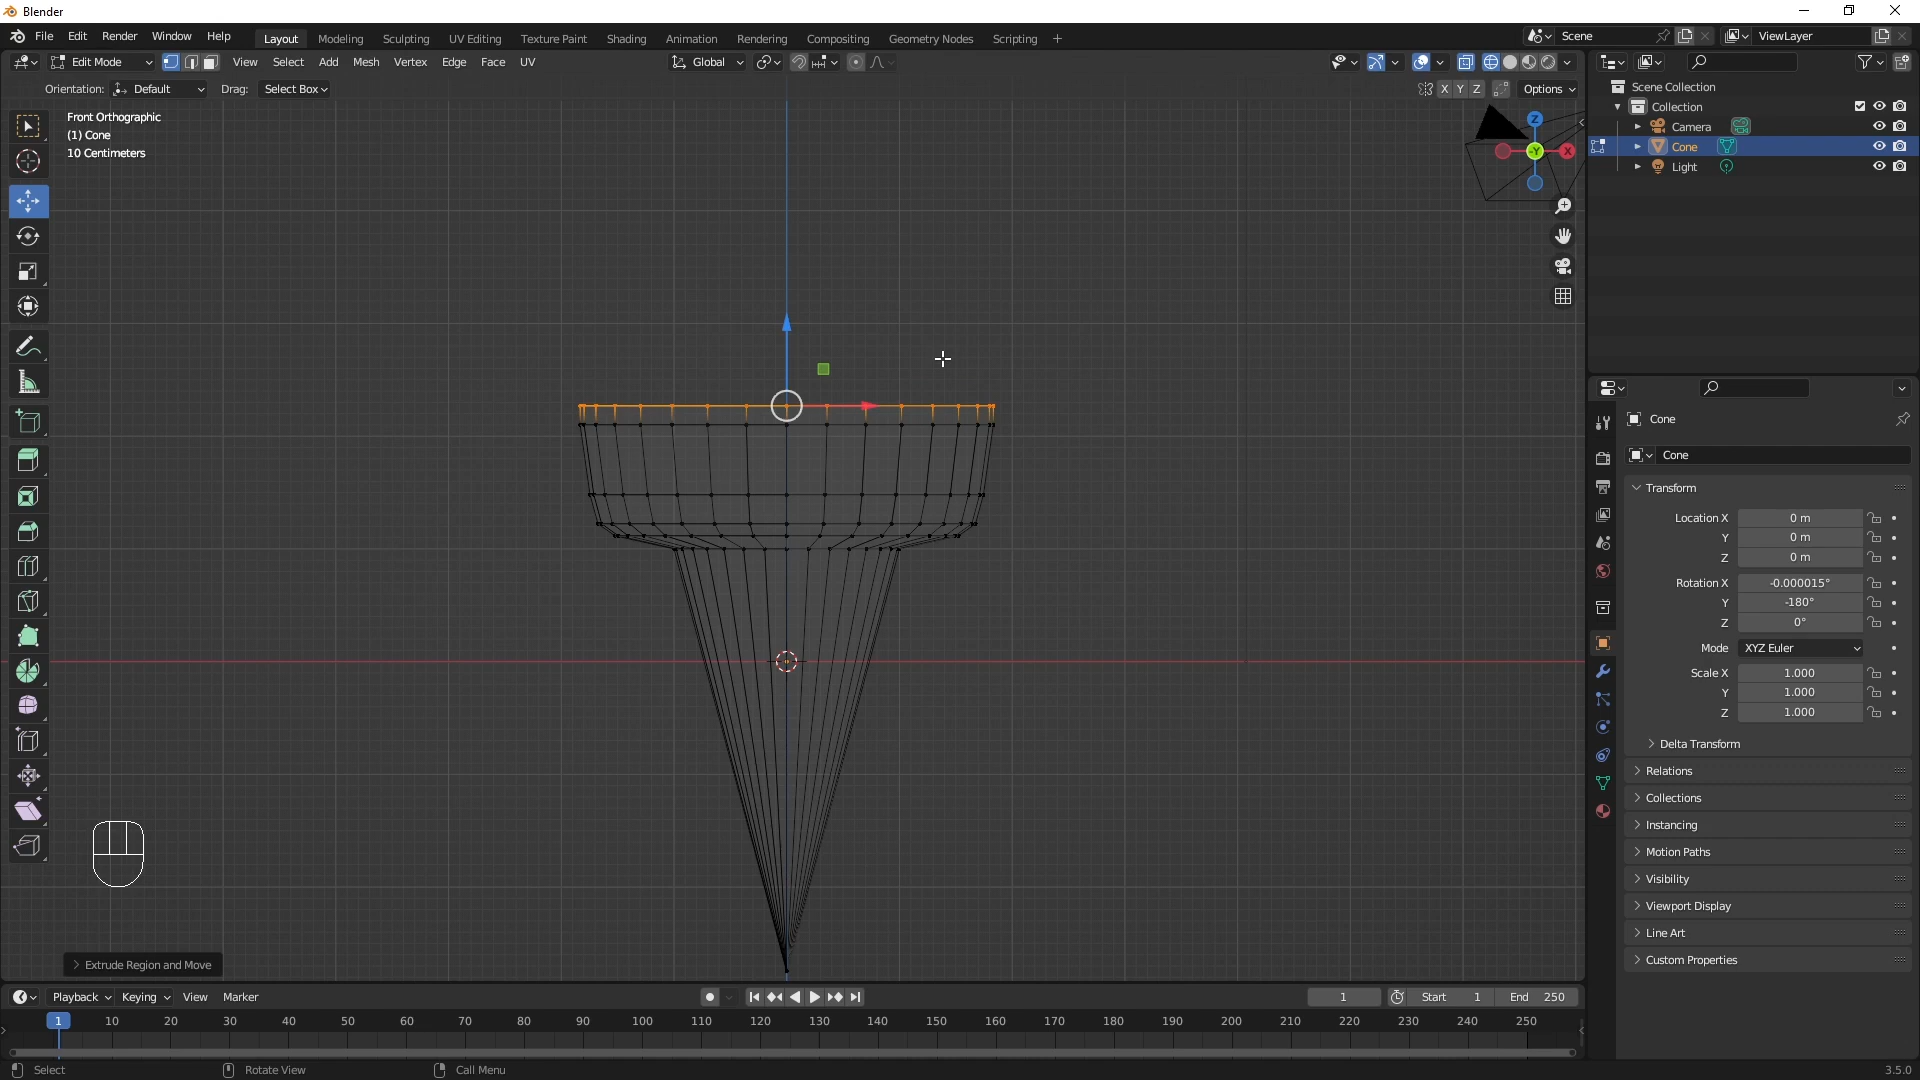 Blender
File Edit Render Window Help Layout Modeling Sculpting UV Editing Texture Paint Shading Animation Rendering Compositing Geometry Nodes Scripting + Scene ViewLayer
Edit Mode View Select Add Mesh Vertex Edge Face UV Global
Orientation: Default Drag: Select Box X Y Z Options
Front Orthographic
(1) Cone
10 Centimeters
Z
-Y X
Scene Collection
Collection
Camera
Cone
Light
Cone
Cone
Transform
Location X 0 m
Y 0 m
Z 0 m
Rotation X -0.000015°
Y -180°
Z 0°
Mode XYZ Euler
Scale X 1.000
Y 1.000
Z 1.000
Delta Transform
Relations
Collections
Instancing
Motion Paths
Visibility
Viewport Display
Line Art
Custom Properties
Extrude Region and Move
Playback Keying View Marker 1 Start 1 End 250
1 10 20 30 40 50 60 70 80 90 100 110 120 130 140 150 160 170 180 190 200 210 220 230 240 250
Select Rotate View Call Menu 3.5.0